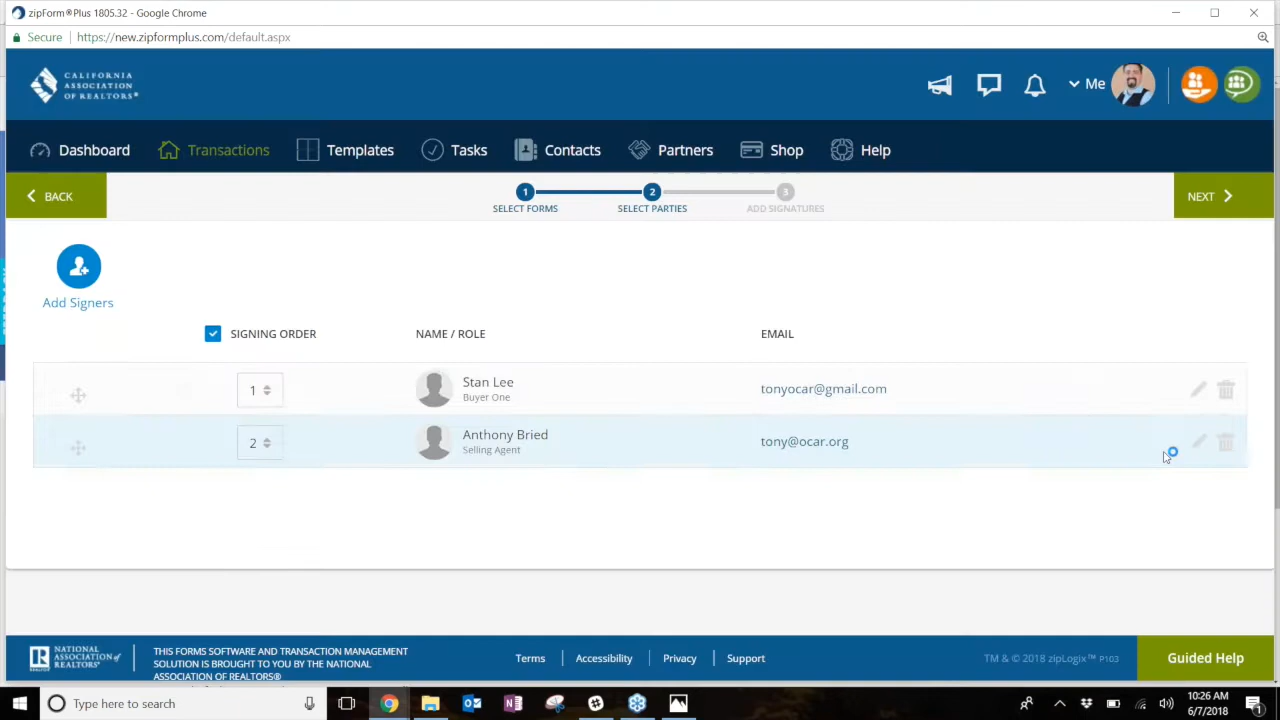 zipForm®Plus 1805.32 - Google Chrome
Secure | https://new.zipformplus.com/default.aspx
CALIFORNIA
ASSOCIATION
OF REALTORS®
Me
Dashboard Transactions Templates Tasks Contacts Partners Shop Help
BACK
1 2 3
SELECT FORMS SELECT PARTIES ADD SIGNATURES
NEXT
Add Signers
SIGNING ORDER NAME / ROLE EMAIL
1 Stan Lee tonyocar@gmail.com
Buyer One
2 Anthony Bried tony@ocar.org
Selling Agent
NATIONAL
ASSOCIATION of
REALTORS®
REALTOR
THIS FORMS SOFTWARE AND TRANSACTION MANAGEMENT
SOLUTION IS BROUGHT TO YOU BY THE NATIONAL
ASSOCIATION OF REALTORS®
Terms Accessibility Privacy Support
TM & © 2018 zipLogix™ P103
Guided Help
Type here to search
10:26 AM
6/7/2018
1